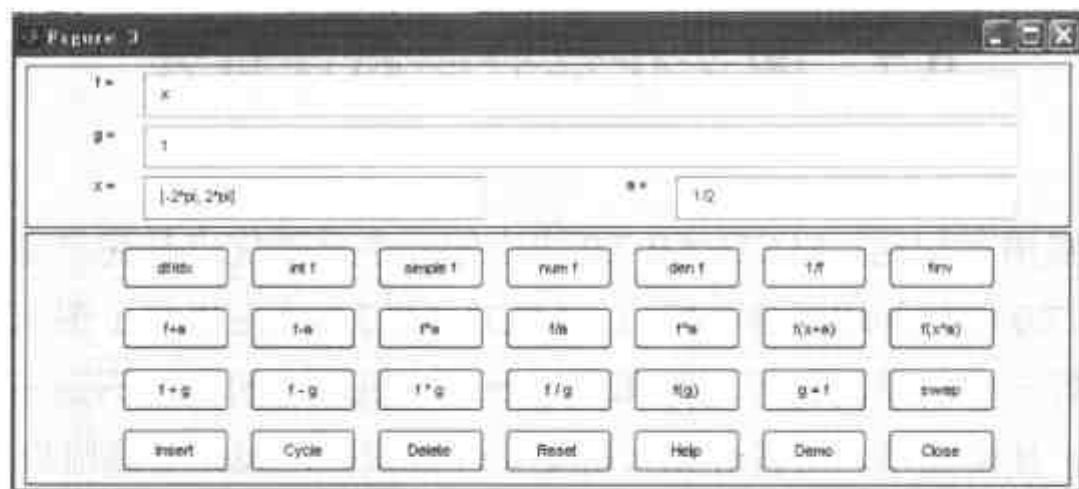 Figure 3
f =
x
g =
1
x =
[-2*pi, 2*pi]
a =
1/2
df/dx int f simple f num f den f 1/f finv
f+a f-a f*a f/a f^a f(x+a) f(x*a)
f + g f - g f * g f / g f(g) g = f swap
Insert Cycle Delete Reset Help Demo Close